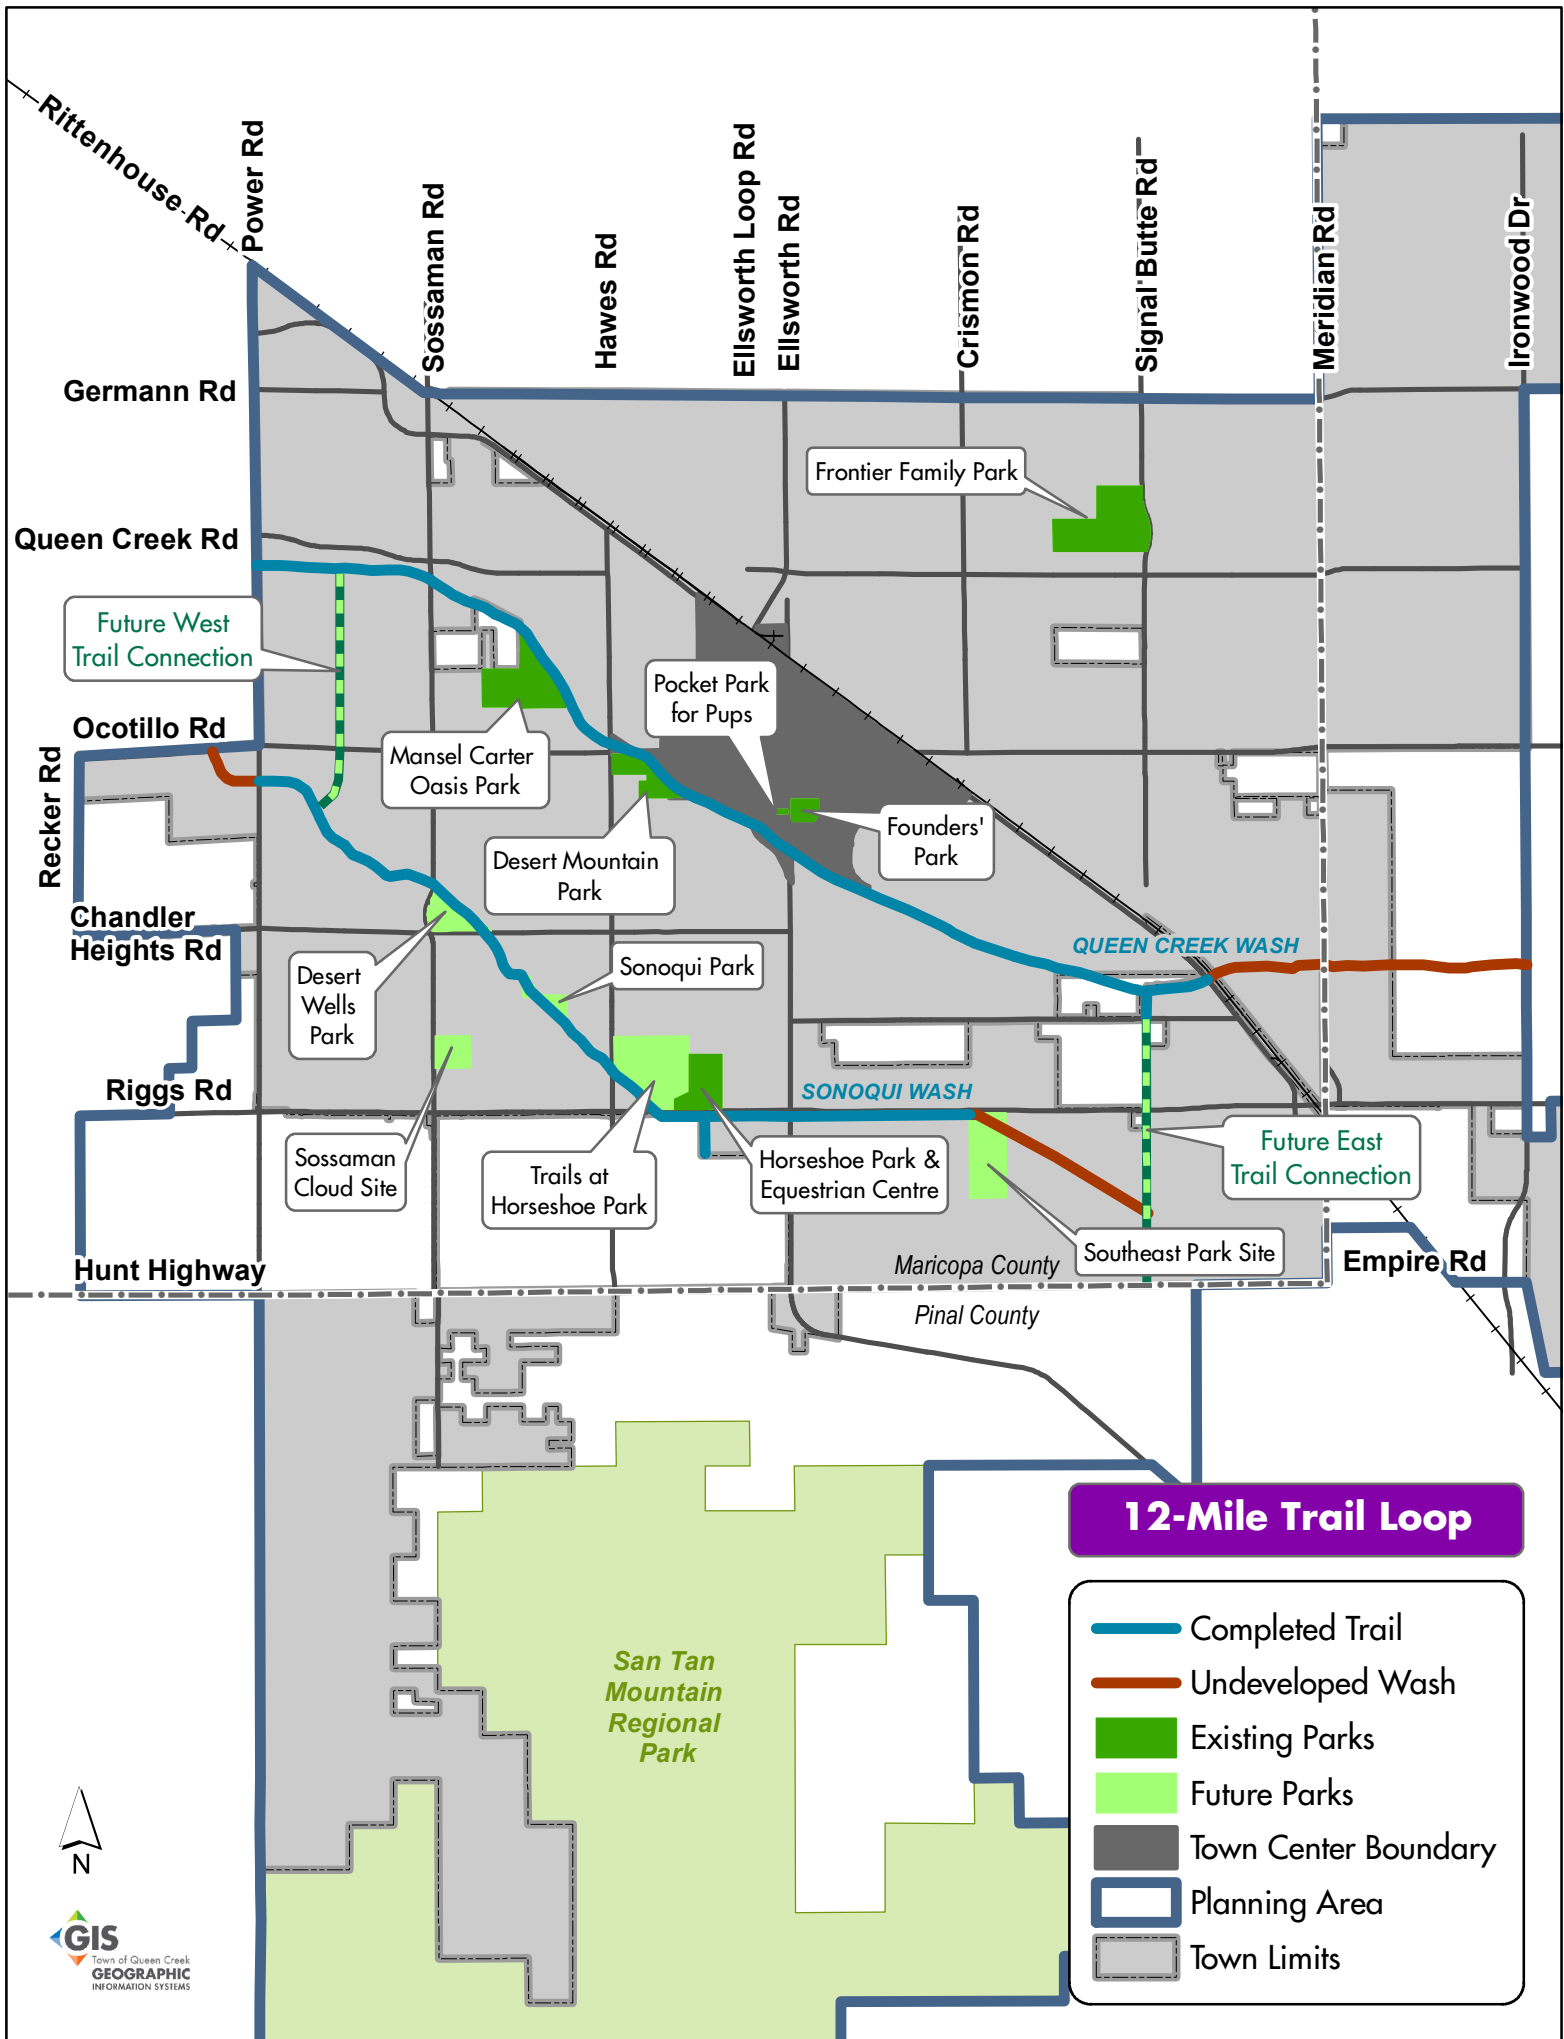 Rittenhouse Rd
Power Rd
Sossaman Rd
Hawes Rd
Ellsworth Loop Rd
Ellsworth Rd
Crismon Rd
Signal Butte Rd
Meridian Rd
Ironwood Dr
Germann Rd
Frontier Family Park
Queen Creek Rd
Future West
Trail Connection
Pocket Park
for Pups
Ocotillo Rd
Recker Rd
Mansel Carter
Oasis Park
Desert Mountain
Park
Founders'
Park
Chandler
Heights Rd
QUEEN CREEK WASH
Desert
Wells
Park
Sonoqui Park
Riggs Rd
SONOQUI WASH
Sossaman
Cloud Site
Trails at
Horseshoe Park
Horseshoe Park &
Equestrian Centre
Future East
Trail Connection
Southeast Park Site
Hunt Highway
Maricopa County
Pinal County
Empire Rd
12-Mile Trail Loop
Completed Trail
Undeveloped Wash
Existing Parks
Future Parks
Town Center Boundary
Planning Area
Town Limits
San Tan
Mountain
Regional
Park
N
GIS
Town of Queen Creek
GEOGRAPHIC
INFORMATION SYSTEMS